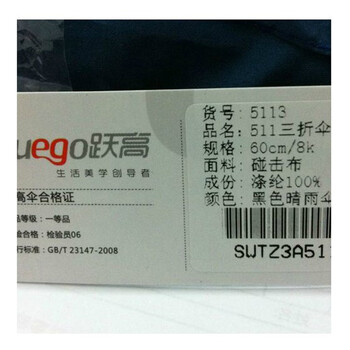 uego跃高
生活美学创导者
高伞合格证
品等级：一等品
验合格：检验员06
行标准：GB/T 23147-2008
货号：5113
品名：511三折伞
规格：60cm/8k
面料：碰击布
成份：涤纶100%
颜色：黑色晴雨伞
SWTZ3A511